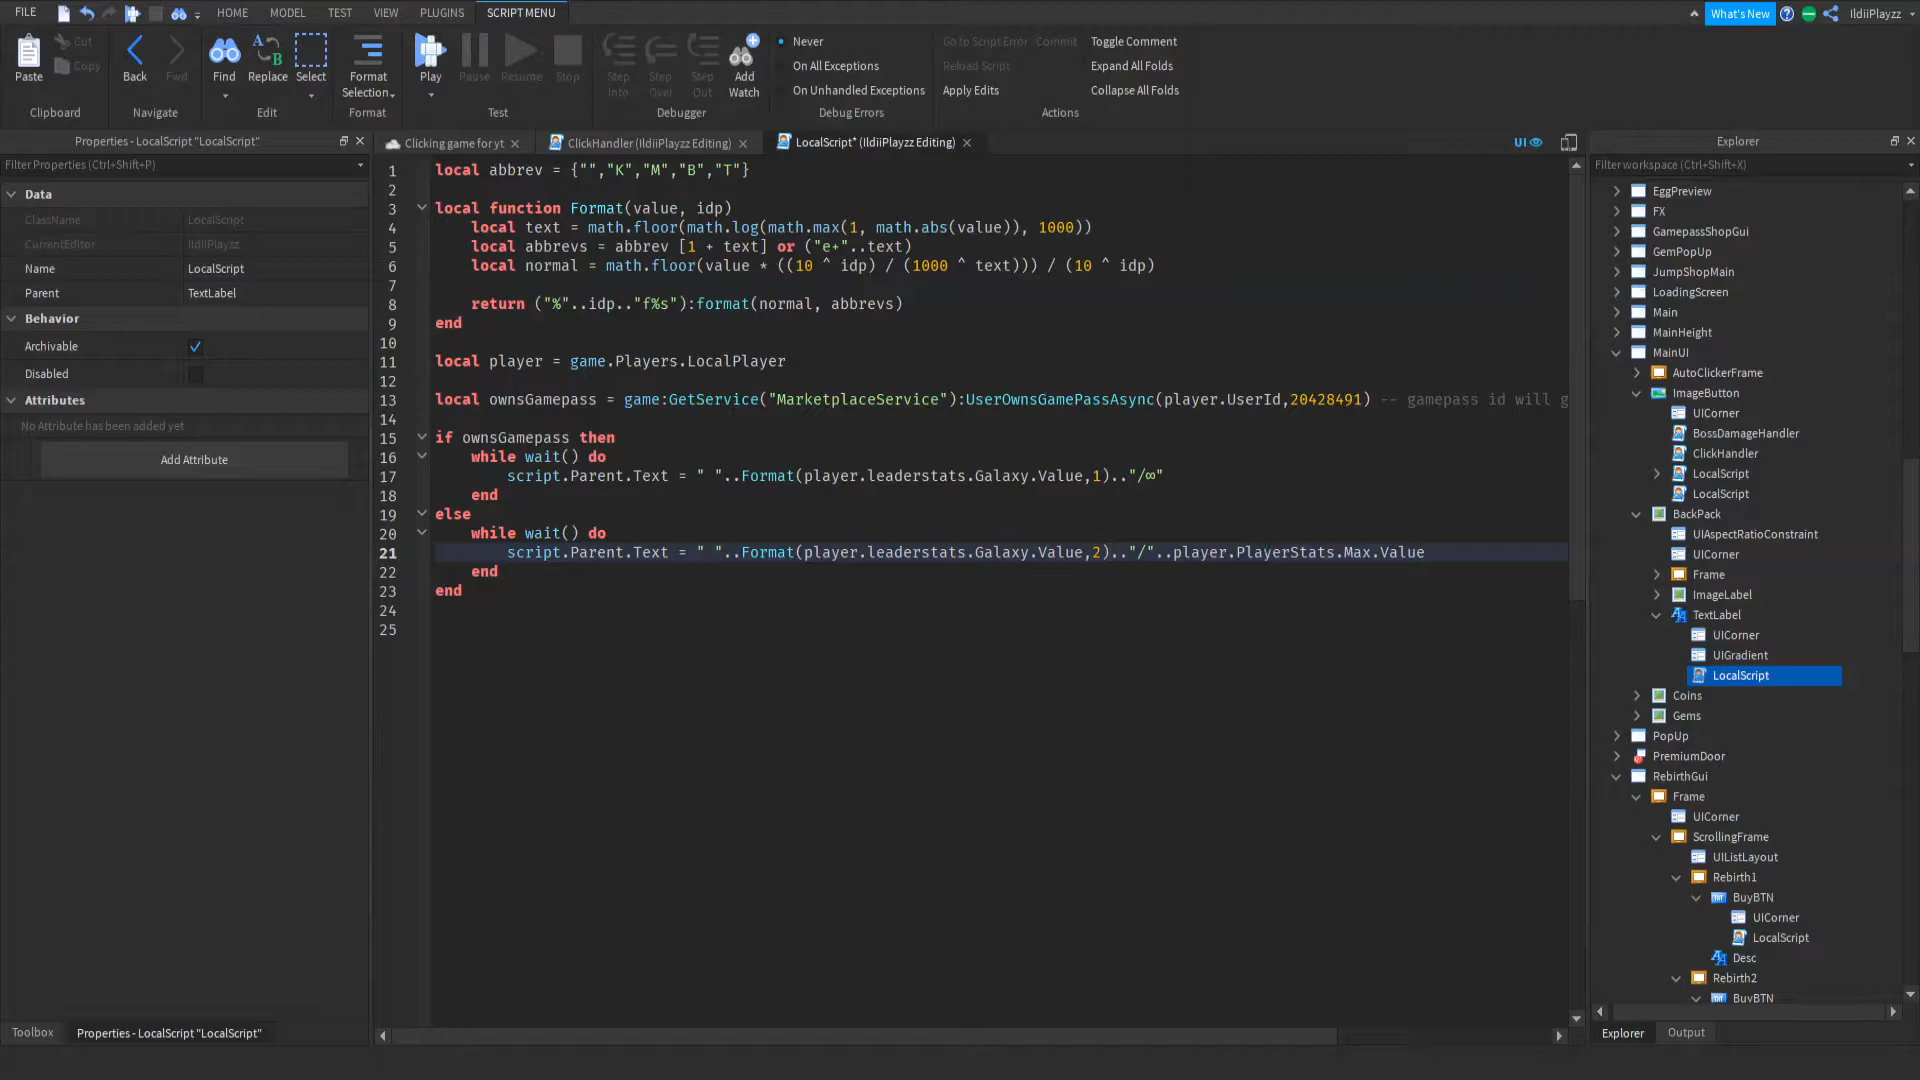 FILE HOME MODEL TEST VIEW PLUGINS SCRIPT MENU What's New IldiiPlayzz
Paste Cut Copy Back Fwd Find Replace Select Format Selection Play Pause Resume Stop Step Into Step Over Step Out Add Watch
Never
On All Exceptions
On Unhandled Exceptions
Go to Script Error Commit
Reload Script
Apply Edits
Toggle Comment
Expand All Folds
Collapse All Folds
Clipboard Navigate Edit Format Test Debugger Debug Errors Actions
Properties - LocalScript "LocalScript"
Filter Properties (Ctrl+Shift+P)
Data
ClassName LocalScript
CurrentEditor IldiiPlayzz
Name LocalScript
Parent TextLabel
Behavior
Archivable
Disabled
Attributes
No Attribute has been added yet
Add Attribute
Toolbox Properties - LocalScript "LocalScript"
Clicking game for yt ClickHandler (IldiiPlayzz Editing) LocalScript* (IldiiPlayzz Editing) UI
1 local abbrev = {"","K","M","B","T"}
2
3 local function Format(value, idp)
4 local text = math.floor(math.log(math.max(1, math.abs(value)), 1000))
5 local abbrevs = abbrev [1 + text] or ("e+"..text)
6 local normal = math.floor(value * ((10 ^ idp) / (1000 ^ text))) / (10 ^ idp)
7
8 return ("%"..idp.."f%s"):format(normal, abbrevs)
9 end
10
11 local player = game.Players.LocalPlayer
12
13 local ownsGamepass = game:GetService("MarketplaceService"):UserOwnsGamePassAsync(player.UserId,20428491) -- gamepass id will g
14
15 if ownsGamepass then
16 while wait() do
17 script.Parent.Text = " "..Format(player.leaderstats.Galaxy.Value,1).."/∞"
18 end
19 else
20 while wait() do
21 script.Parent.Text = " "..Format(player.leaderstats.Galaxy.Value,2).."/"..player.PlayerStats.Max.Value
22 end
23 end
24
25
Explorer
Filter workspace (Ctrl+Shift+X)
EggPreview
FX
GamepassShopGui
GemPopUp
JumpShopMain
LoadingScreen
Main
MainHeight
MainUI
AutoClickerFrame
ImageButton
UICorner
BossDamageHandler
ClickHandler
LocalScript
LocalScript
BackPack
UIAspectRatioConstraint
UICorner
Frame
ImageLabel
TextLabel
UICorner
UIGradient
LocalScript
Coins
Gems
PopUp
PremiumDoor
RebirthGui
Frame
UICorner
ScrollingFrame
UIListLayout
Rebirth1
BuyBTN
UICorner
LocalScript
Desc
Rebirth2
BuyBTN
Explorer Output